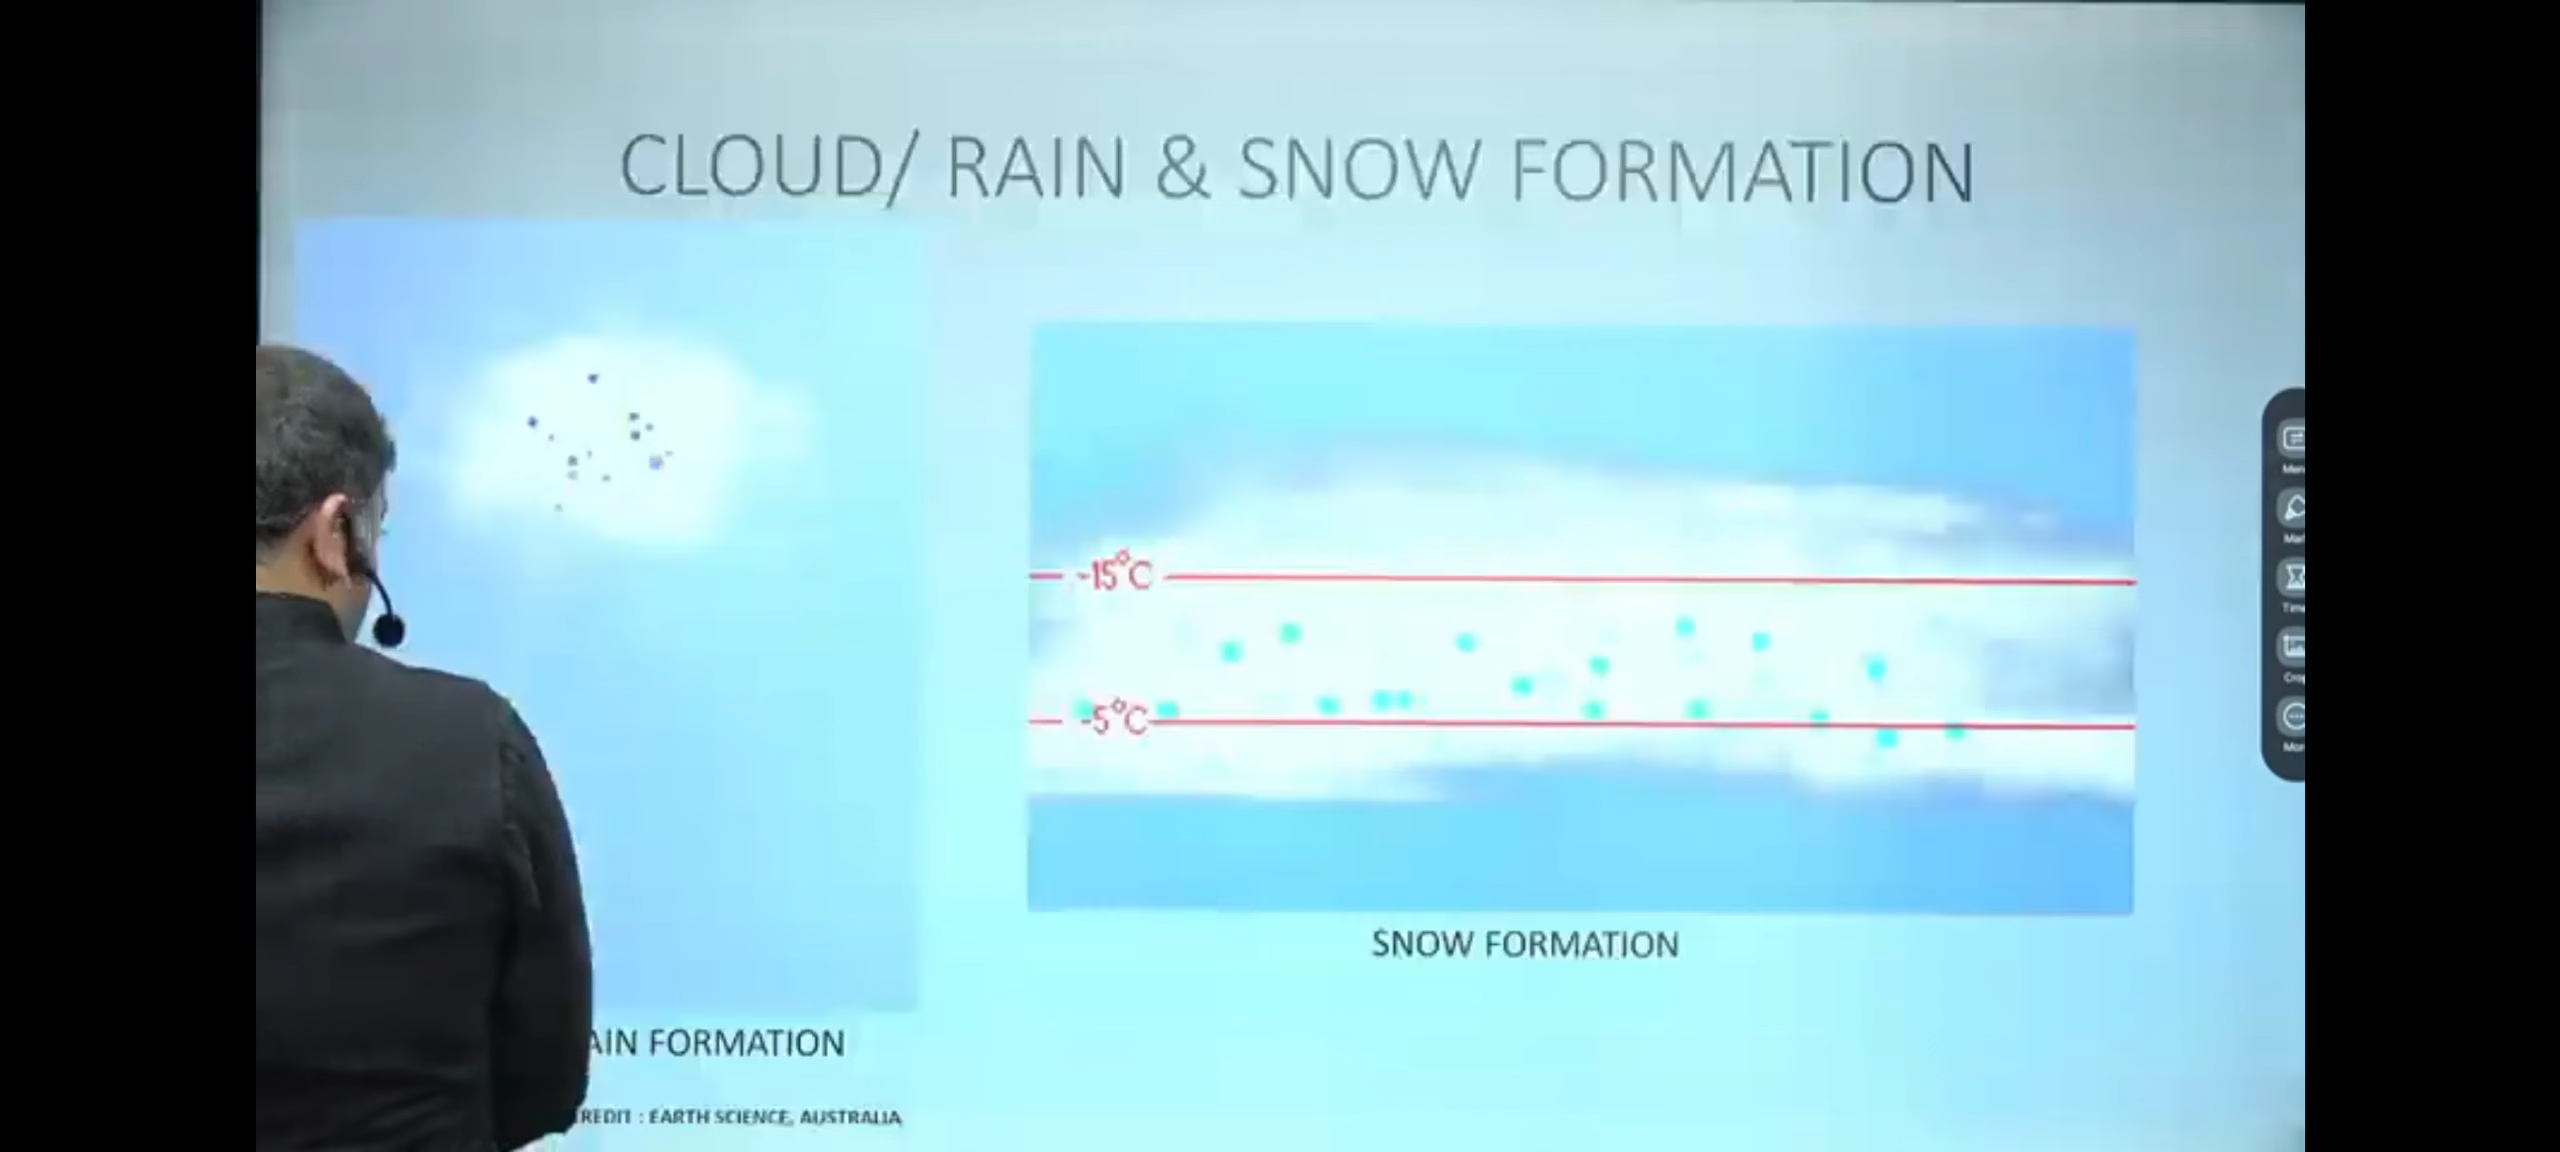 CLOUD/ RAIN & SNOW FORMATION
-15°C
-5°C
SNOW FORMATION
AIN FORMATION
REDIT : EARTH SCIENCE, AUSTRALIA